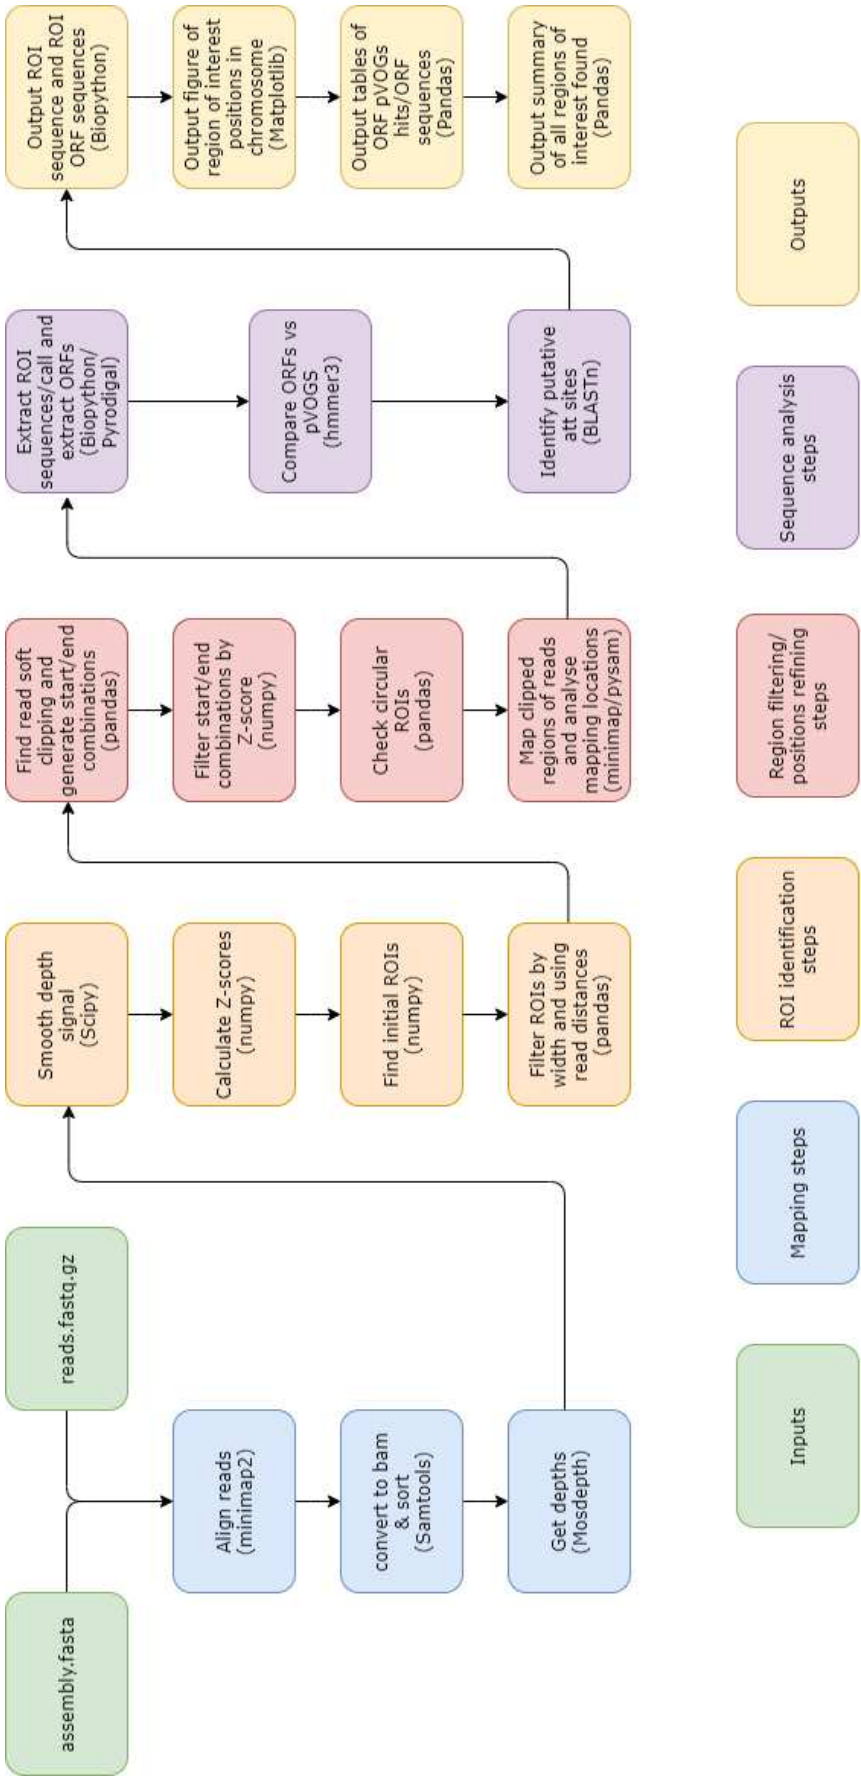 assembly.fasta
reads.fastq.gz
Align reads
(minimap2)
convert to bam
& sort
(Samtools)
Get depths
(Mosdepth)
Smooth depth
signal
(Scipy)
Calculate Z-scores
(numpy)
Find initial ROIs
(numpy)
Filter ROIs by
width and using
read distances
(pandas)
Find read soft
clipping and
generate start/end
combinations
(pandas)
Filter start/end
combinations by
Z-score
(numpy)
Check circular
ROIs
(pandas)
Map clipped
regions of reads
and analyse
mapping locations
(minimap/pysam)
Extract ROI
sequences/call and
extract ORFs
(Biopython/
Pyrodigal)
Compare ORFs vs
pVOGS
(hmmer3)
Identify putative
att sites
(BLASTn)
Output ROI
sequence and ROI
ORF sequences
(Biopython)
Output figure of
region of interest
positions in
chromosome
(Matplotlib)
Output tables of
ORF pVOGs
hits/ORF
sequences
(Pandas)
Output summary
of all regions of
interest found
(Pandas)
Inputs
Mapping steps
ROI identification
steps
Region filtering/
positions refining
steps
Sequence analysis
steps
Outputs